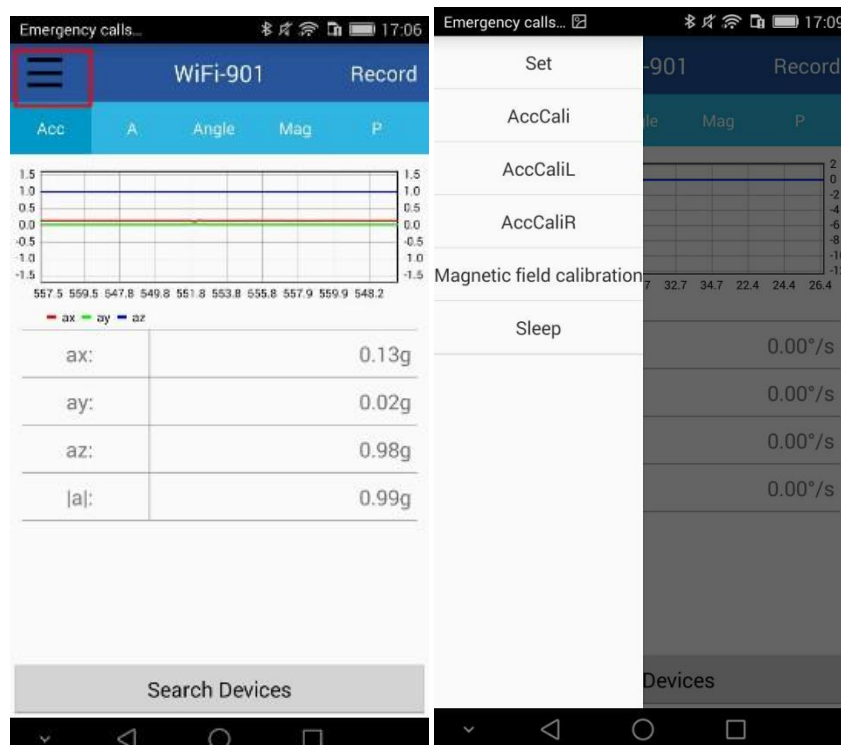 Emergency calls... 17:06
WiFi-901 Record
Acc A Angle Mag P
1.5 1.5
1.0 1.0
0.5 0.5
0.0 0.0
-0.5 -0.5
-1.0 1.0
-1.5 -1.5
557.5 559.5 547.8 549.8 551.8 553.8 555.8 557.9 559.9 548.2
ax ay az
ax: 0.13g
ay: 0.02g
az: 0.98g
|a|: 0.99g
Search Devices
Emergency calls... 17:09
Set
AccCali
AccCaliL
AccCaliR
Magnetic field calibration
Sleep
-901 Record
le Mag P
2
0
-2
-4
-6
-8
-10
-12
7 32.7 34.7 22.4 24.4 26.4
0.00°/s
0.00°/s
0.00°/s
0.00°/s
Devices